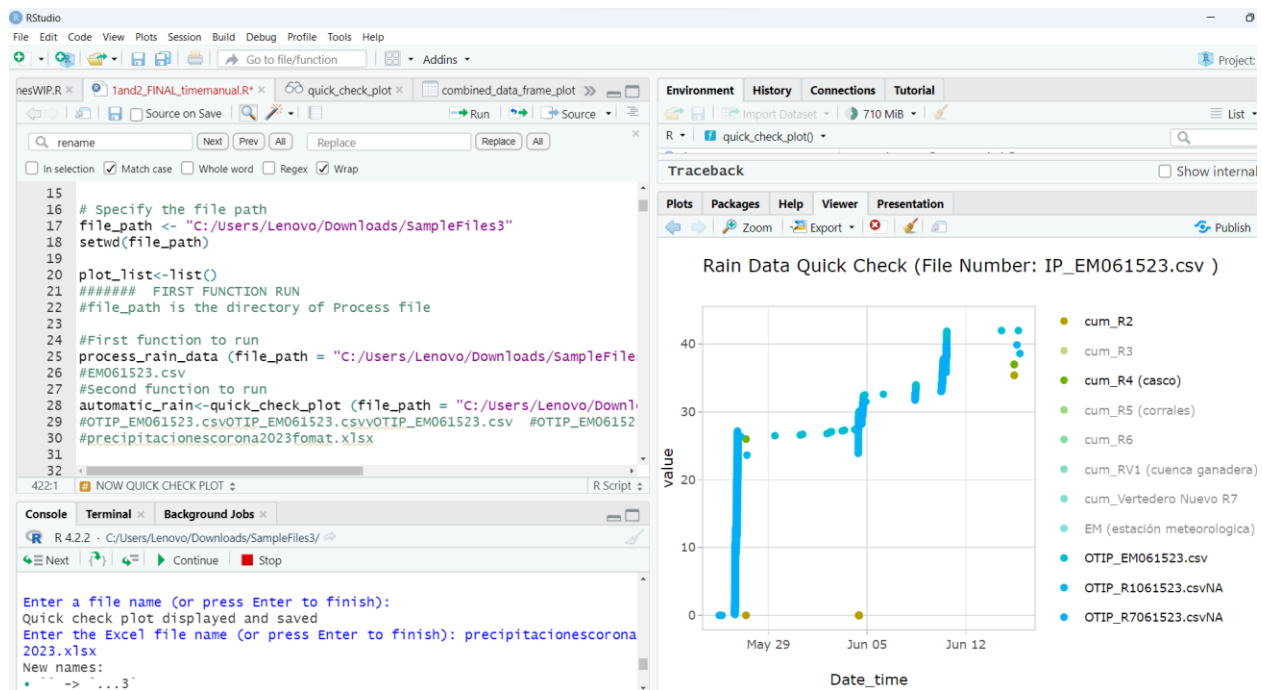 RStudio
File Edit Code View Plots Session Build Debug Profile Tools Help
Go to file/function Addins Project:
nesWIP.R 1and2_FINAL_timemanual.R* quick_check_plot combined_data_frame_plot
Source on Save Run Source
rename Next Prev All Replace Replace All
In selection Match case Whole word Regex Wrap
15
16 # Specify the file path
17 file_path <- "C:/Users/Lenovo/Downloads/SampleFiles3"
18 setwd(file_path)
19
20 plot_list<-list()
21 ####### FIRST FUNCTION RUN
22 #file_path is the directory of Process file
23
24 #First function to run
25 process_rain_data (file_path = "C:/Users/Lenovo/Downloads/SampleFile
26 #EM061523.csv
27 #Second function to run
28 automatic_rain<-quick_check_plot (file_path = "C:/Users/Lenovo/Downl
29 #OTIP_EM061523.csvOTIP_EM061523.csvvOTIP_EM061523.csv #OTIP_EM06152
30 #precipitacionescorona2023fomat.xlsx
31
32
422:1 # NOW QUICK CHECK PLOT R Script
Console Terminal Background Jobs
R 4.2.2 · C:/Users/Lenovo/Downloads/SampleFiles3/
Next Continue Stop
Enter a file name (or press Enter to finish):
Quick check plot displayed and saved
Enter the Excel file name (or press Enter to finish): precipitacionescorona
2023.xlsx
New names:
• `` -> `...3`
Environment History Connections Tutorial
Import Dataset 710 MiB List
R quick_check_plot()
Traceback Show internal
Plots Packages Help Viewer Presentation
Zoom Export Publish
Rain Data Quick Check (File Number: IP_EM061523.csv )
value
40
30
20
10
0
May 29 Jun 05 Jun 12
Date_time
cum_R2
cum_R3
cum_R4 (casco)
cum_R5 (corrales)
cum_R6
cum_RV1 (cuenca ganadera)
cum_Vertedero Nuevo R7
EM (estación meteorologica)
OTIP_EM061523.csv
OTIP_R1061523.csvNA
OTIP_R7061523.csvNA